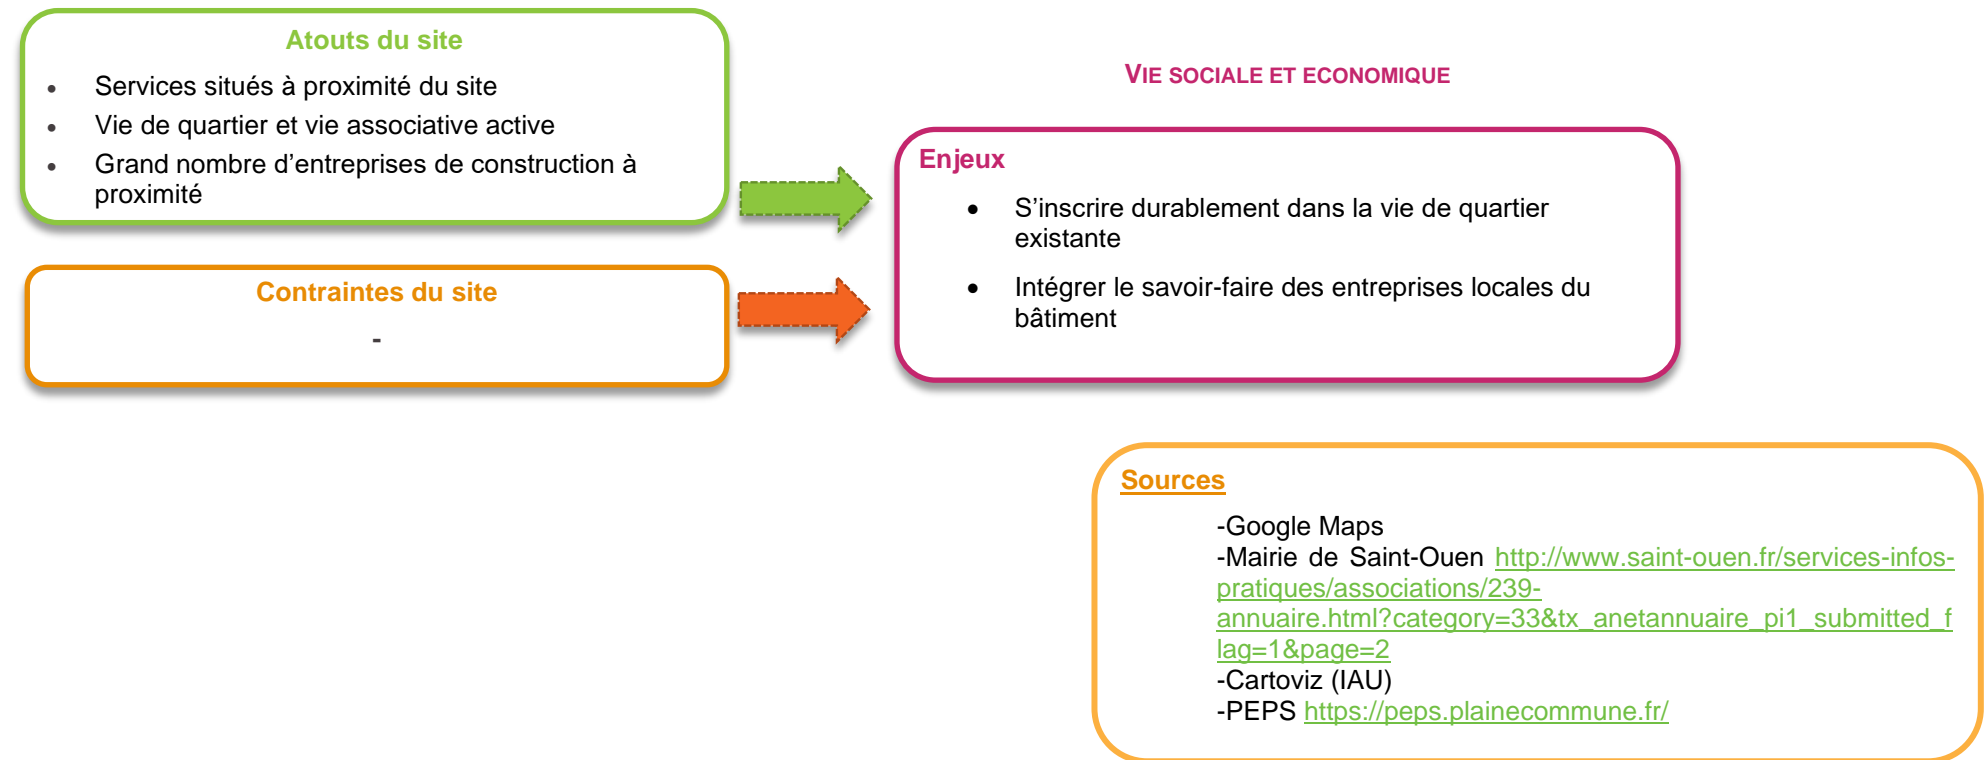 Atouts du site
• Services situés à proximité du site
• Vie de quartier et vie associative active
• Grand nombre d’entreprises de construction à
proximité
Contraintes du site
-
VIE SOCIALE ET ECONOMIQUE
Enjeux
• S’inscrire durablement dans la vie de quartier
existante
• Intégrer le savoir-faire des entreprises locales du
bâtiment
Sources
-Google Maps
-Mairie de Saint-Ouen http://www.saint-ouen.fr/services-infos-
pratiques/associations/239-
annuaire.html?category=33&tx_anetannuaire_pi1_submitted_f
lag=1&page=2
-Cartoviz (IAU)
-PEPS https://peps.plainecommune.fr/